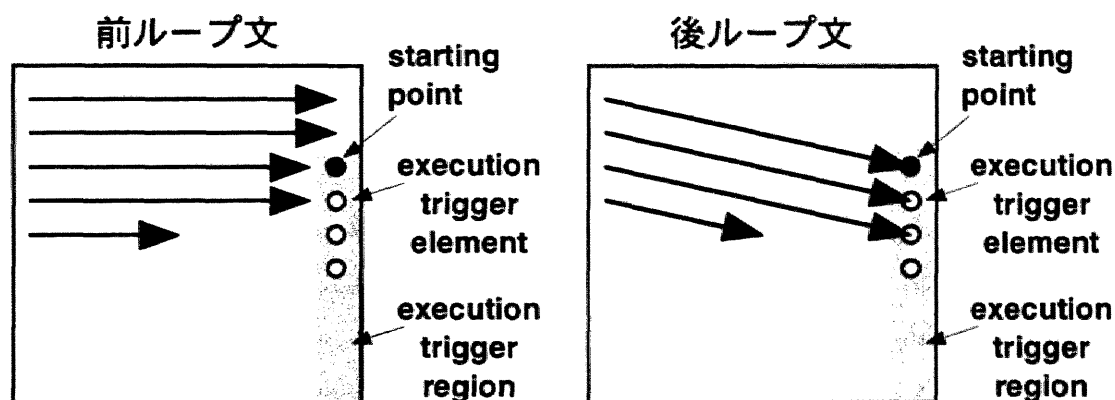 前ループ文
starting
point
execution
trigger
element
execution
trigger
region
後ループ文
starting
point
execution
trigger
element
execution
trigger
region